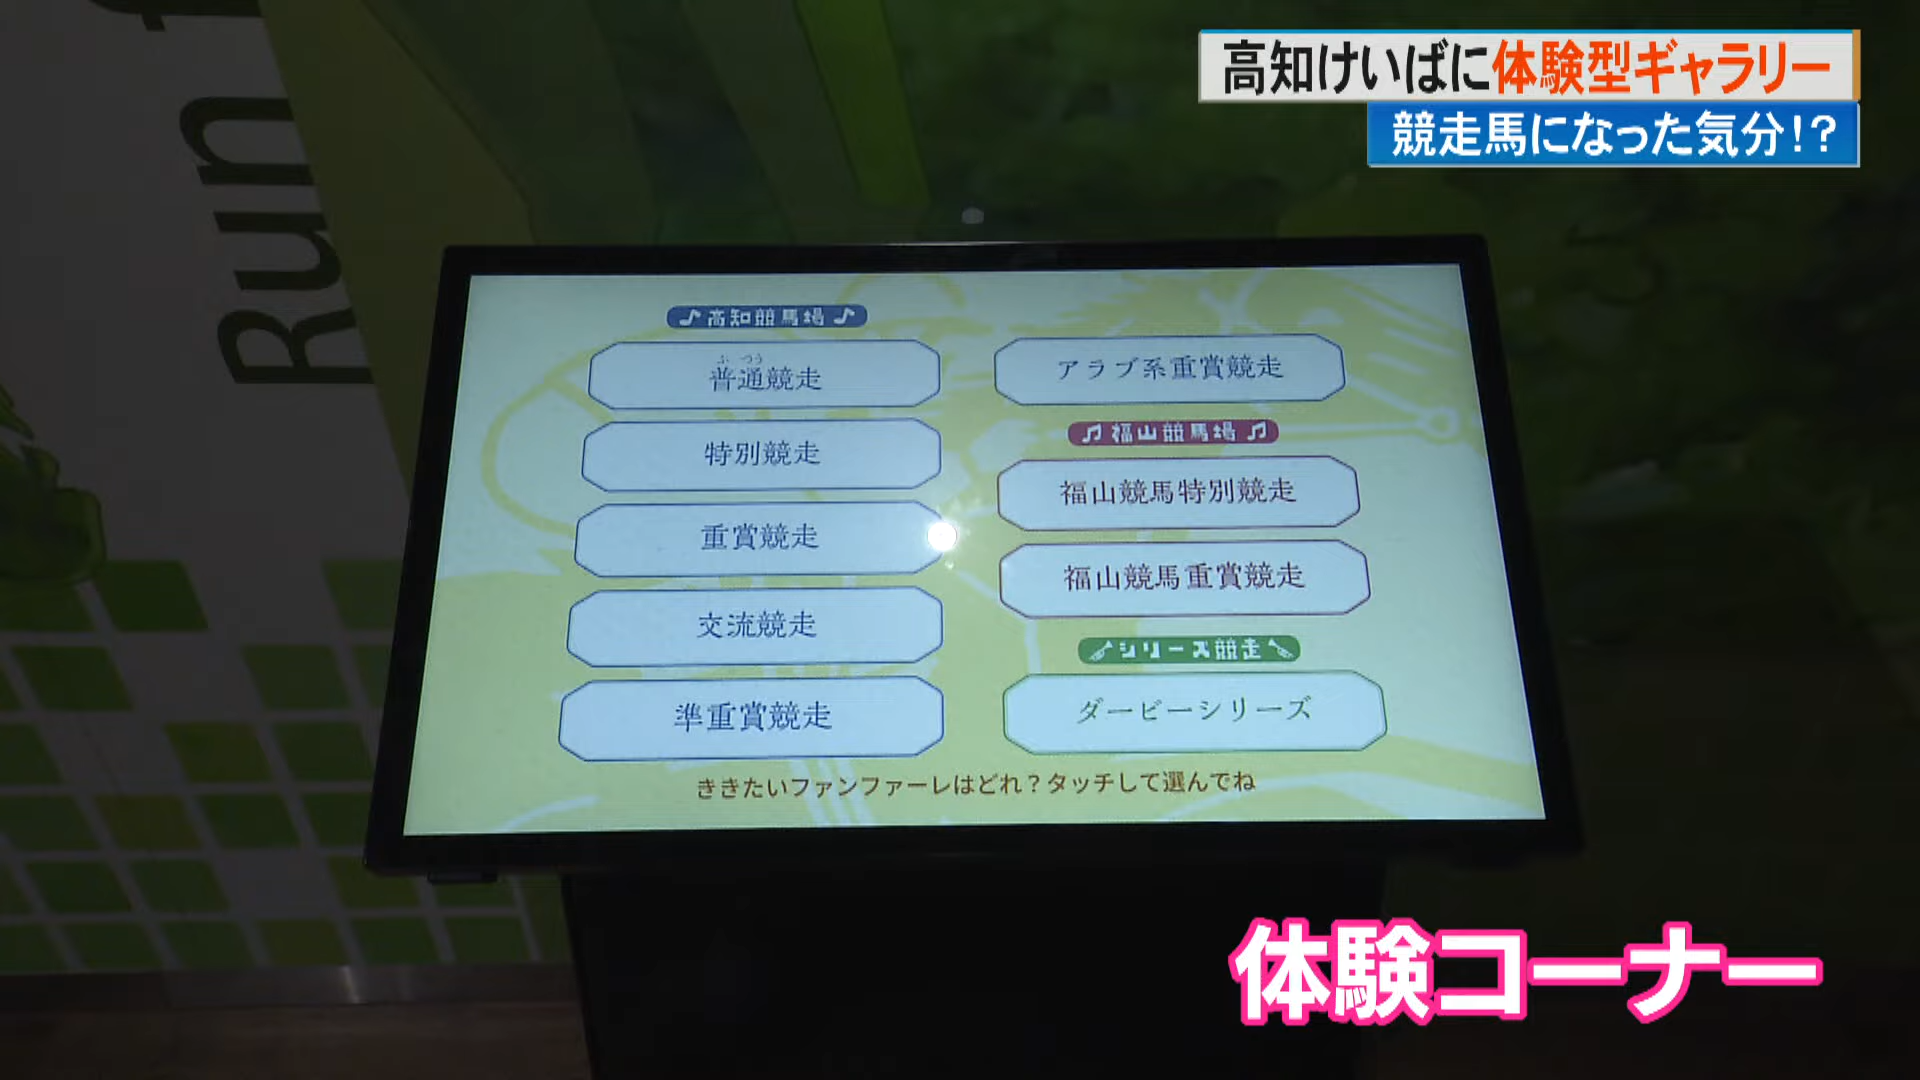 高知けいばに体験型ギャラリー
競走馬になった気分!?
Run f
♪高知競馬場♪
ふ つう
普通競走
特別競走
重賞競走
交流競走
準重賞競走
アラブ系重賞競走
♫福山競馬場♫
福山競馬特別競走
福山競馬重賞競走
シリーズ競走
ダービーシリーズ
ききたいファンファーレはどれ?タッチして選んでね
体験コーナー